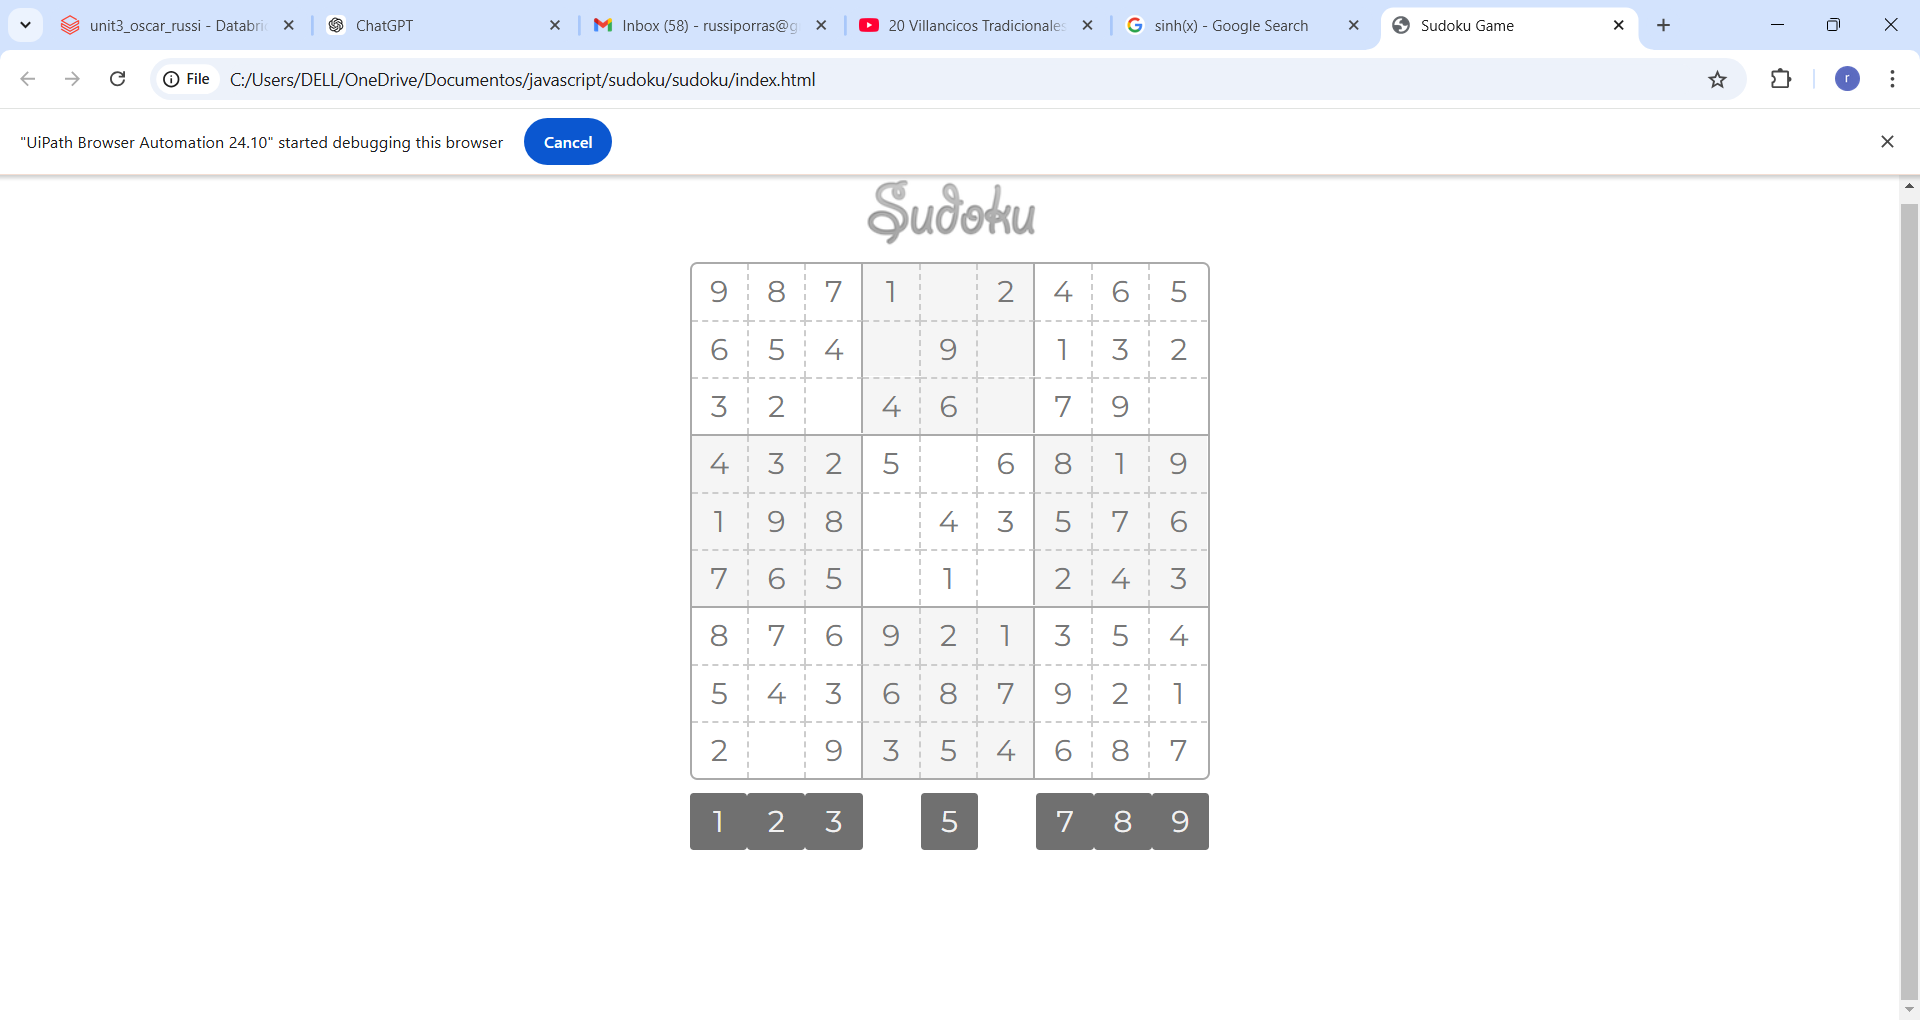 unit3_oscar_russi - Databri
ChatGPT
Inbox (58) - russiporras@g
20 Villancicos Tradicionales
sinh(x) - Google Search
Sudoku Game
File
C:/Users/DELL/OneDrive/Documentos/javascript/sudoku/sudoku/index.html
r
"UiPath Browser Automation 24.10" started debugging this browser
Cancel
Sudoku
9 8 7 1 2 4 6 5
6 5 4 9 1 3 2
3 2 4 6 7 9
4 3 2 5 6 8 1 9
1 9 8 4 3 5 7 6
7 6 5 1 2 4 3
8 7 6 9 2 1 3 5 4
5 4 3 6 8 7 9 2 1
2 9 3 5 4 6 8 7
1 2 3 5 7 8 9